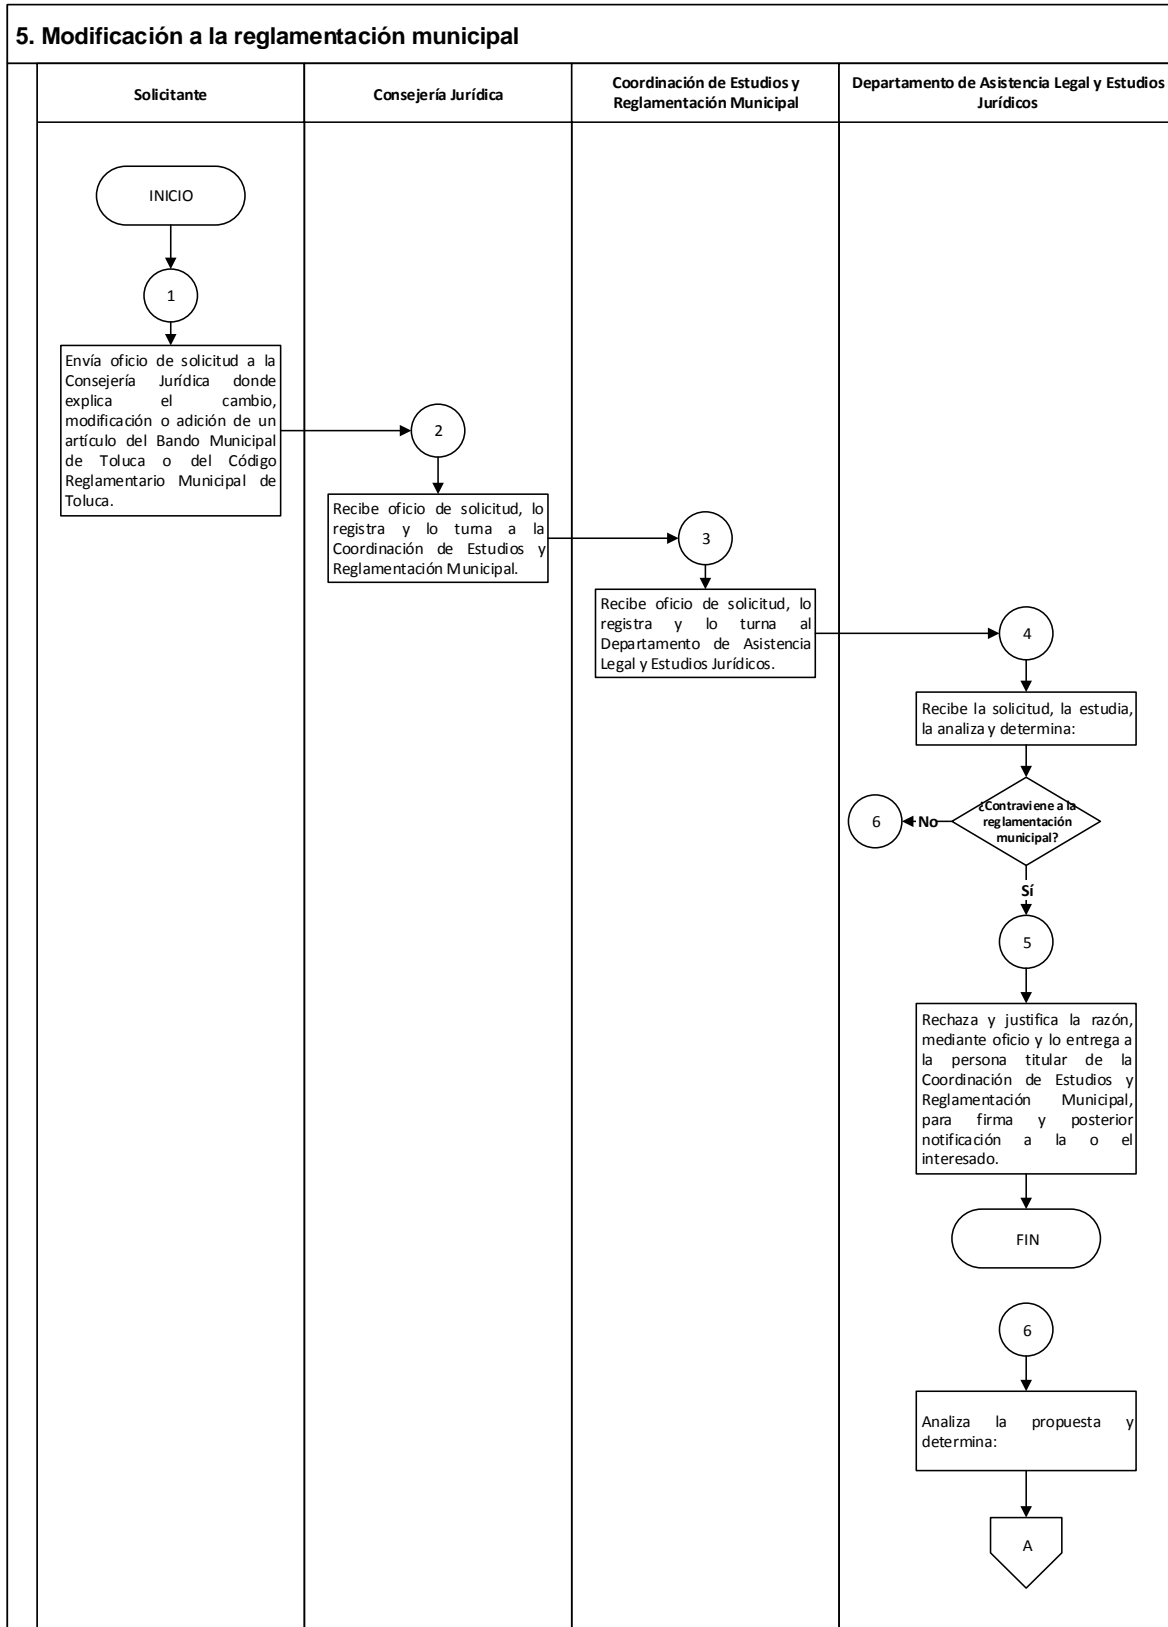 5. Modificación a la reglamentación municipal
Solicitante
Consejería Jurídica
Coordinación de Estudios y
Reglamentación Municipal
Departamento de Asistencia Legal y Estudios
Jurídicos
INICIO
1
Envía oficio de solicitud a la
Consejería Jurídica donde
explica el cambio,
modificación o adición de un
artículo del Bando Municipal
de Toluca o del Código
Reglamentario Municipal de
Toluca.
2
Recibe oficio de solicitud, lo
registra y lo turna a la
Coordinación de Estudios y
Reglamentación Municipal.
3
Recibe oficio de solicitud, lo
registra y lo turna al
Departamento de Asistencia
Legal y Estudios Jurídicos.
4
Recibe la solicitud, la estudia,
la analiza y determina:
¿Contraviene a la
reglamentación
municipal?
No
6
Sí
5
Rechaza y justifica la razón,
mediante oficio y lo entrega a
la persona titular de la
Coordinación de Estudios y
Reglamentación Municipal,
para firma y posterior
notificación a la o el
interesado.
FIN
6
Analiza la propuesta y
determina:
A